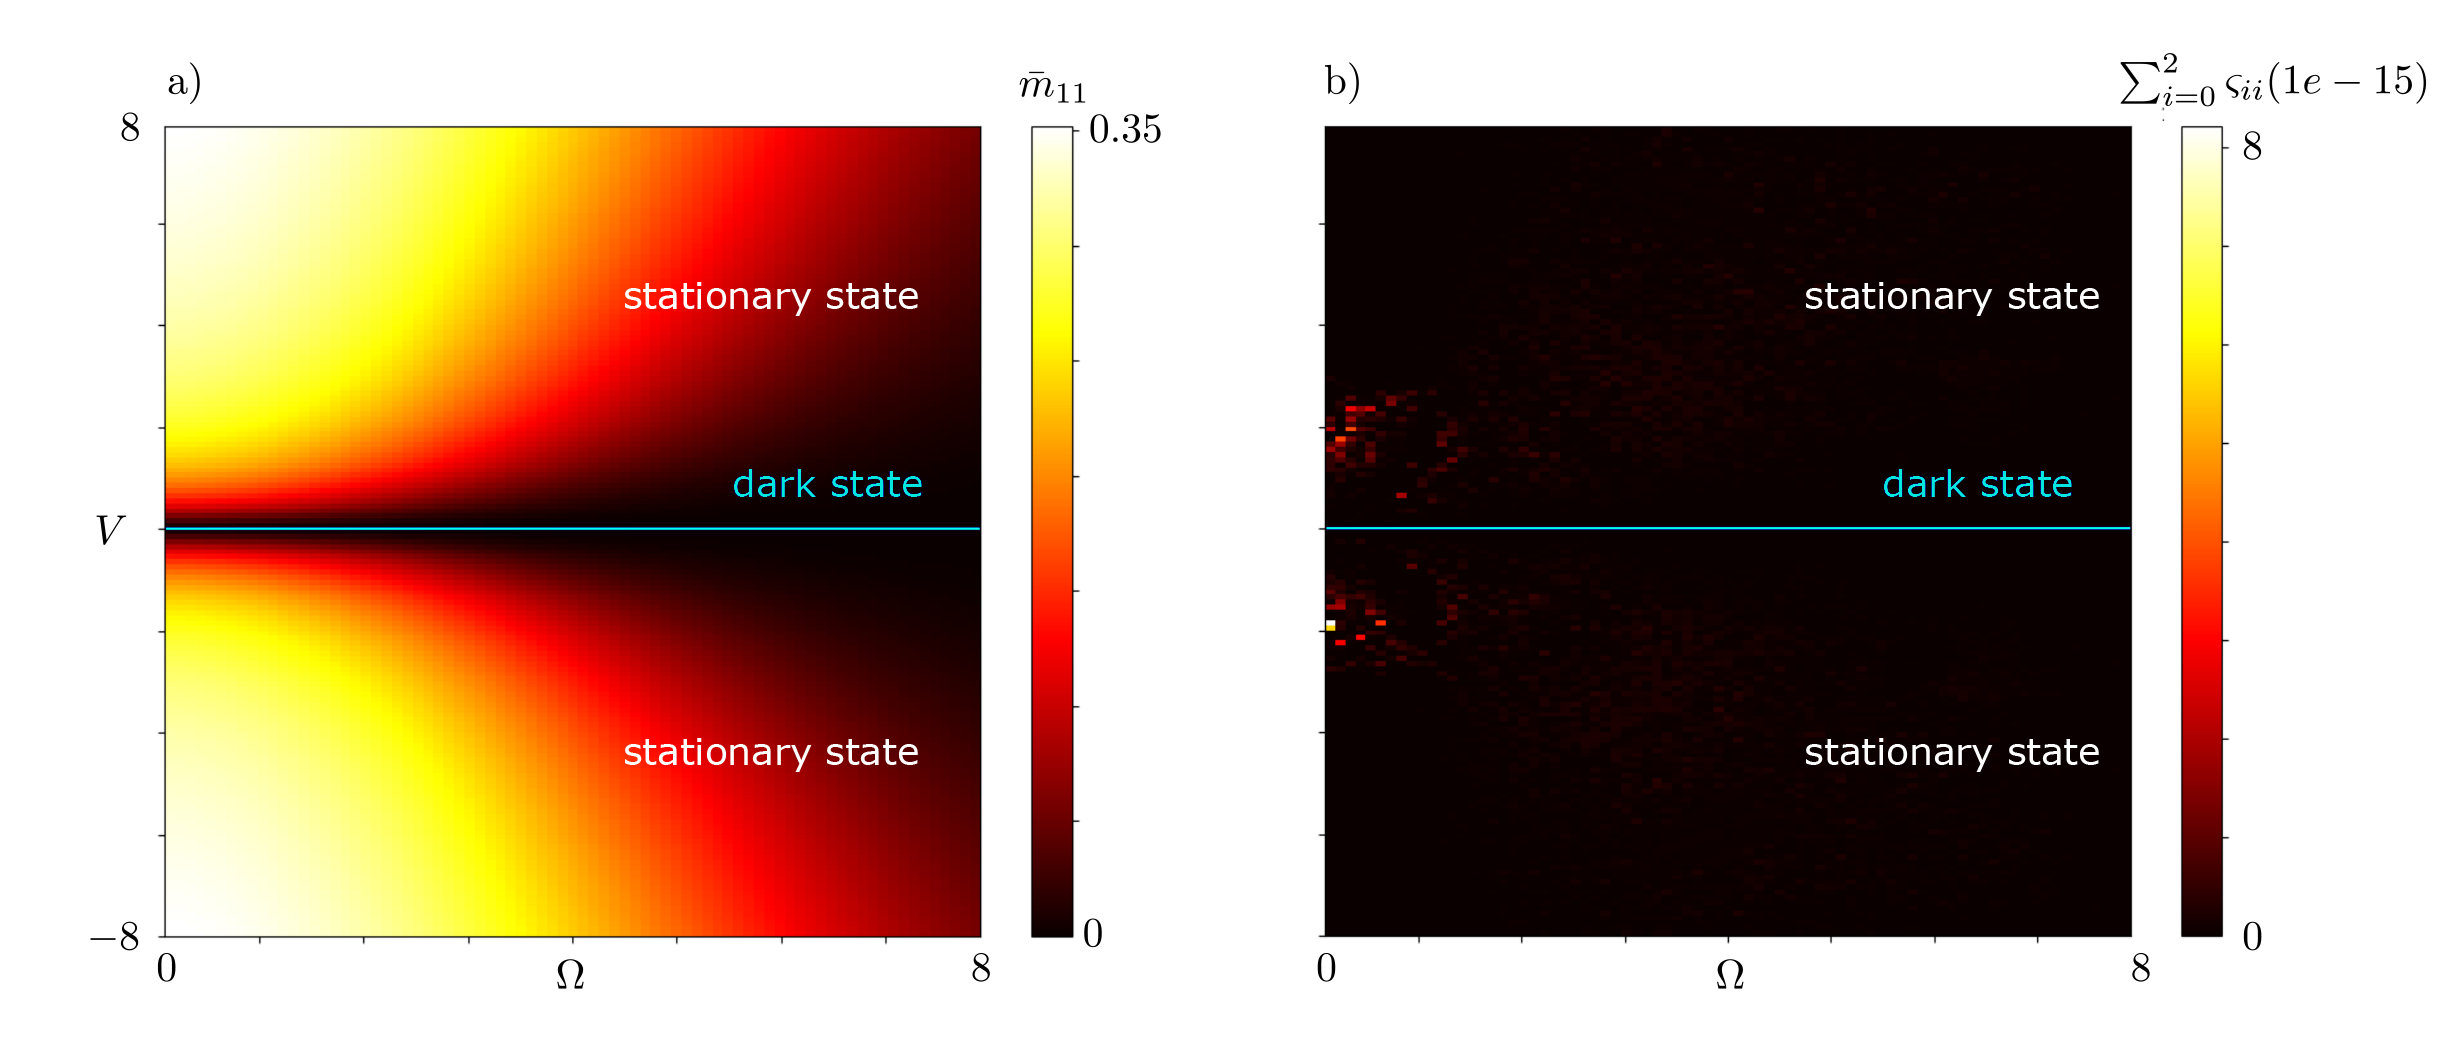 a)
m̄₁₁
8
0.35
stationary state
dark state
V
stationary state
−8
0
0
Ω
8
b)
∑²ᵢ₌₀ ςᵢᵢ(1e − 15)
8
stationary state
dark state
stationary state
0
0
Ω
8